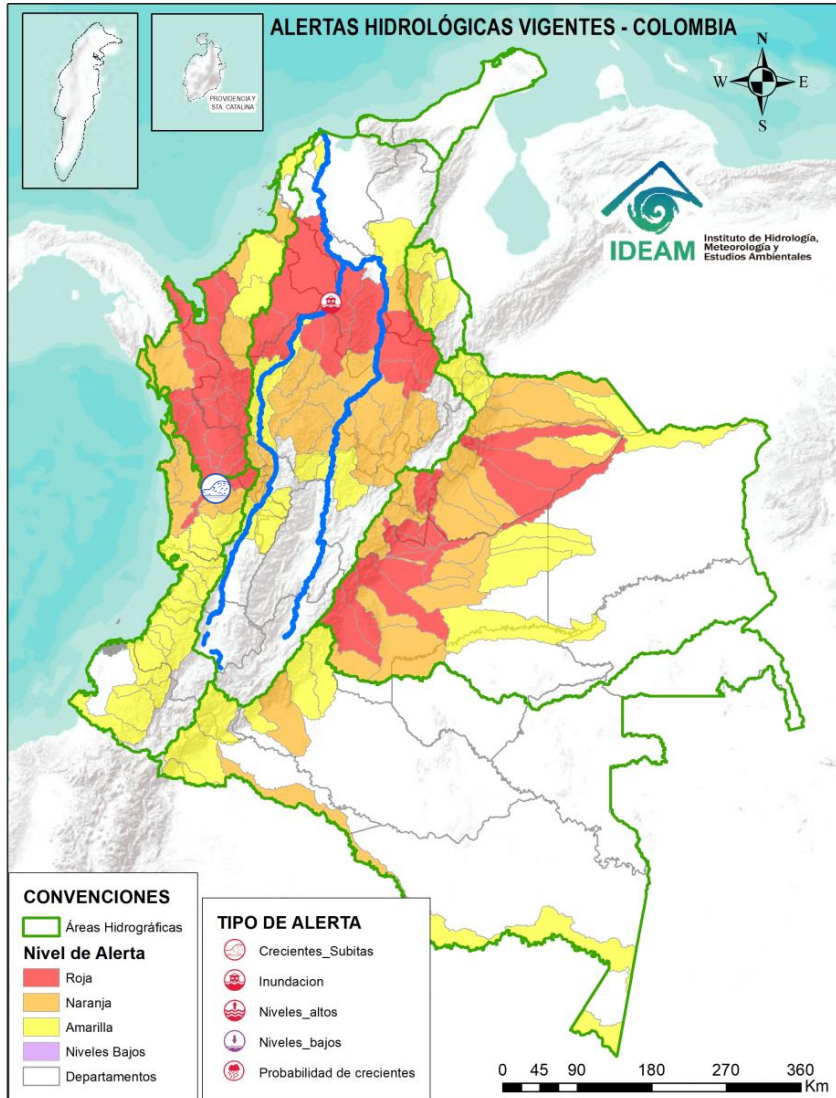 ALERTAS HIDROLÓGICAS VIGENTES - COLOMBIA
PROVIDENCIA Y
STA. CATALINA
N
W
E
S
IDEAM
Instituto de Hidrología,
Meteorología y
Estudios Ambientales
CONVENCIONES
Áreas Hidrográficas
Nivel de Alerta
Roja
Naranja
Amarilla
Niveles Bajos
Departamentos
TIPO DE ALERTA
Crecientes_Subitas
Inundacion
Niveles_altos
Niveles_bajos
Probabilidad de crecientes
0 45 90 180 270 360
Km